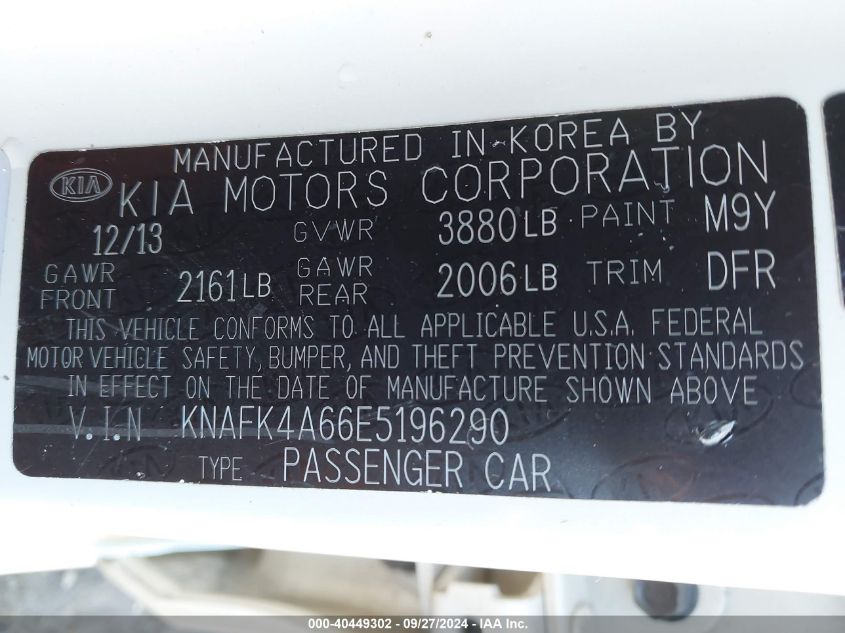 MANUFACTURED IN KOREA BY
KIA KIA MOTORS CORPORATION
12/13 GVWR 3880LB PAINT M9Y
GAWR FRONT 2161LB GAWR REAR 2006LB TRIM DFR
THIS VEHICLE CONFORMS TO ALL APPLICABLE U.S.A. FEDERAL
MOTOR VEHICLE SAFETY, BUMPER, AND THEFT PREVENTION STANDARDS
IN EFFECT ON THE DATE OF MANUFACTURE SHOWN ABOVE
V.I.N KNAFK4A66E5196290
TYPE PASSENGER CAR
000-40449302 - 09/27/2024 - IAA Inc.